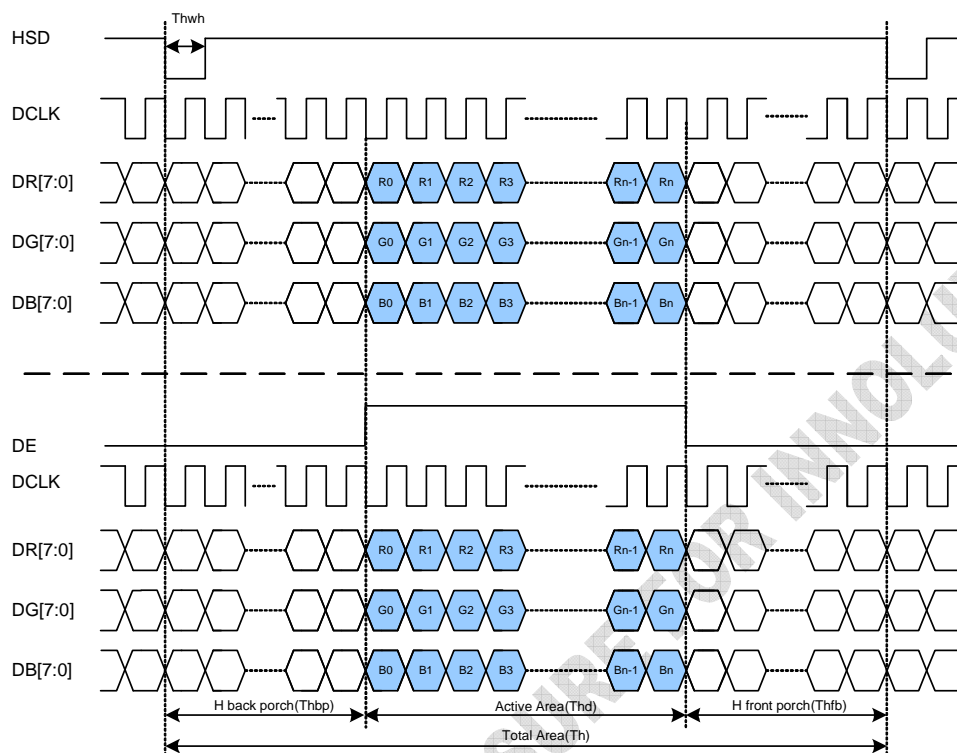 Thwh
HSD
DCLK
DR[7:0] R0 R1 R2 R3 Rn-1 Rn
DG[7:0] G0 G1 G2 G3 Gn-1 Gn
DB[7:0] B0 B1 B2 B3 Bn-1 Bn
DE
DCLK
DR[7:0] R0 R1 R2 R3 Rn-1 Rn
DG[7:0] G0 G1 G2 G3 Gn-1 Gn
DB[7:0] B0 B1 B2 B3 Bn-1 Bn
H back porch(Thbp) Active Area(Thd) H front porch(Thfb)
Total Area(Th)
FOR